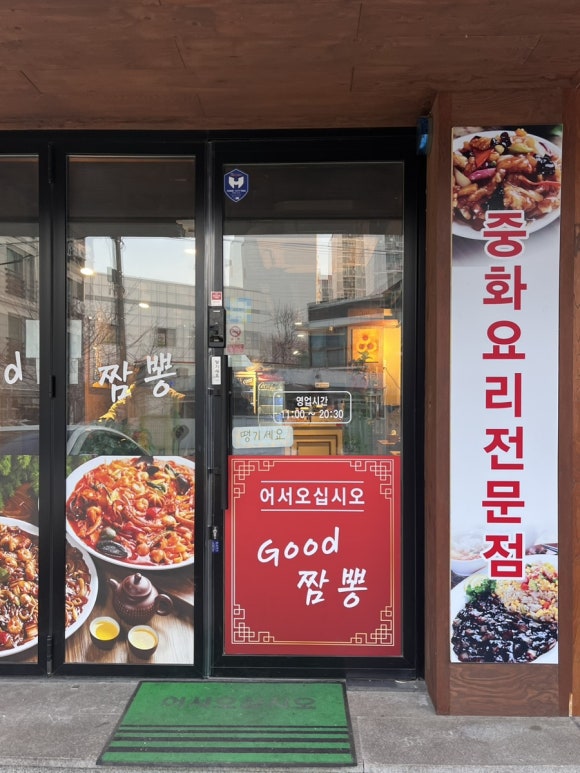 d
짬뽕
영업시간
11:00 ~ 20:30
땡기세요
어서오십시오
Good
짬뽕
중화요리전문점
어서오십시오